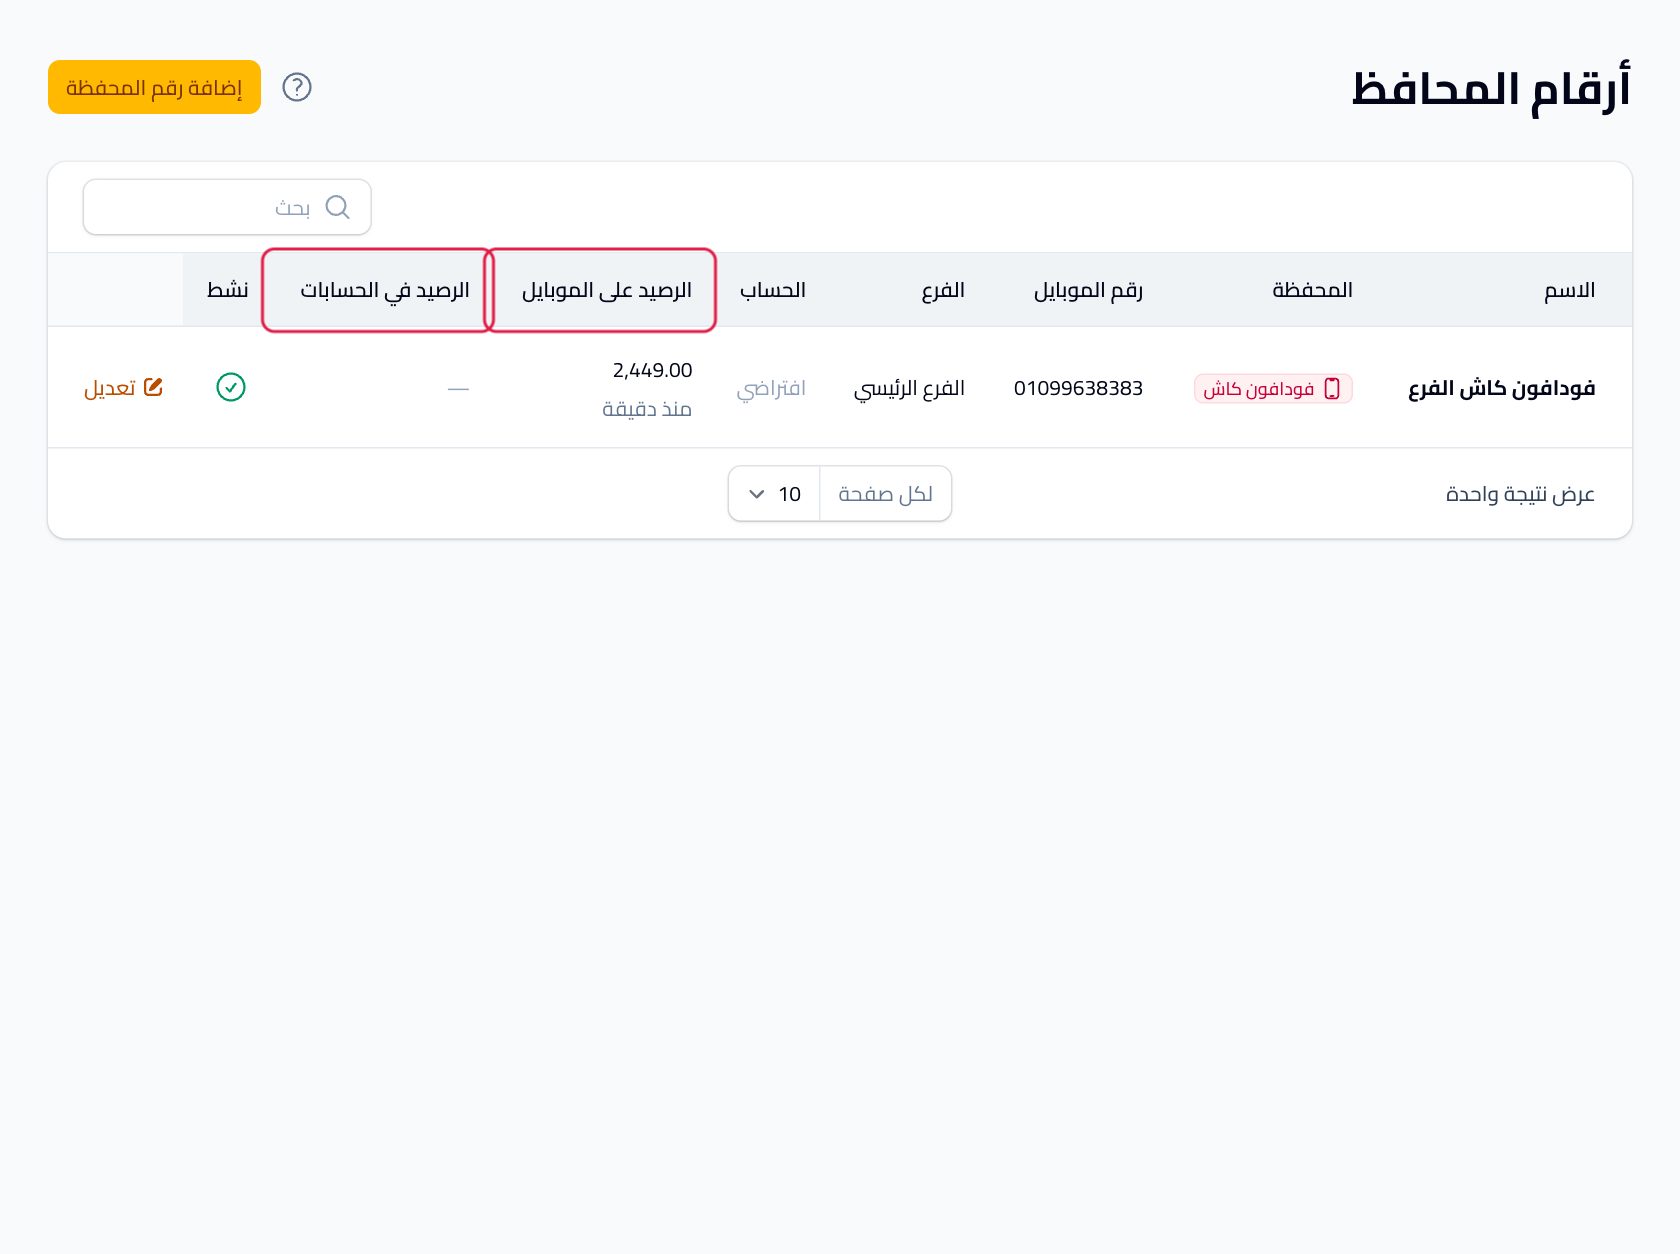 أرقام المحافظ
إضافة رقم المحفظة
بحث
الاسم
المحفظة
رقم الموبايل
الفرع
الحساب
الرصيد على الموبايل
الرصيد في الحسابات
نشط
فودافون كاش الفرع
فودافون كاش
01099638383
الفرع الرئيسي
افتراضي
2,449.00
منذ دقيقة
—
تعديل
عرض نتيجة واحدة
لكل صفحة
10